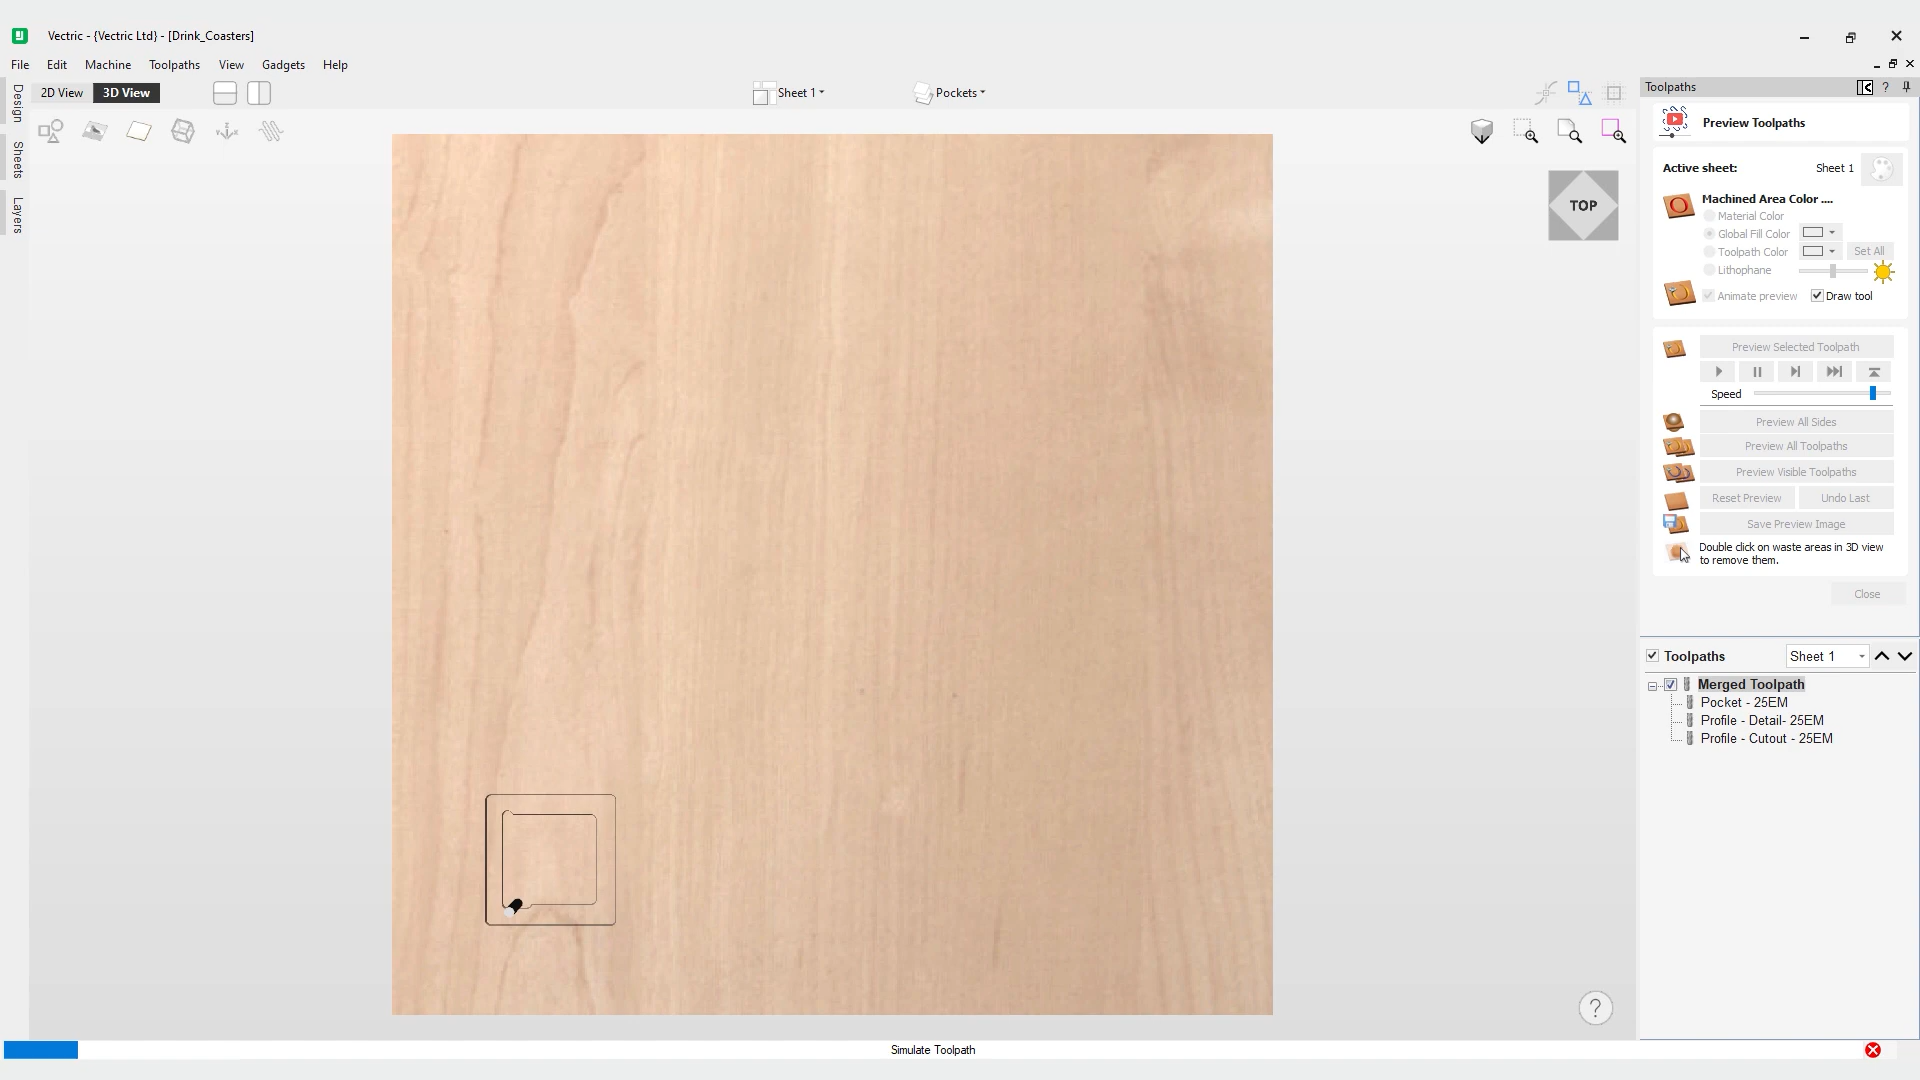 Vectric - {Vectric Ltd} - [Drink_Coasters]
File Edit Machine Toolpaths View Gadgets Help
2D View 3D View Sheet 1 Pockets
Design
Sheets
Layers
TOP
Toolpaths ?
Preview Toolpaths
Active sheet: Sheet 1
Machined Area Color ....
Material Color
Global Fill Color
Toolpath Color Set All
Lithophane
Animate preview Draw tool
Preview Selected Toolpath
Speed
Preview All Sides
Preview All Toolpaths
Preview Visible Toolpaths
Reset Preview Undo Last
Save Preview Image
Double click on waste areas in 3D view
to remove them.
Close
Toolpaths Sheet 1
Merged Toolpath
Pocket - 25EM
Profile - Detail- 25EM
Profile - Cutout - 25EM
?
Simulate Toolpath